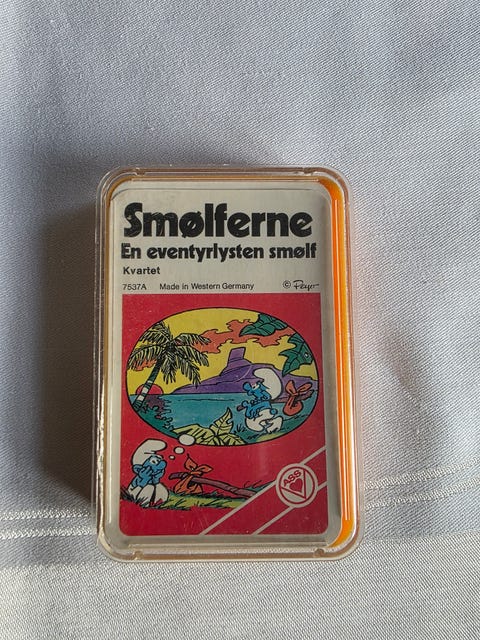 Smølferne
En eventyrlysten smølf
Kvartet
7537A Made in Western Germany © Peyo
ASS